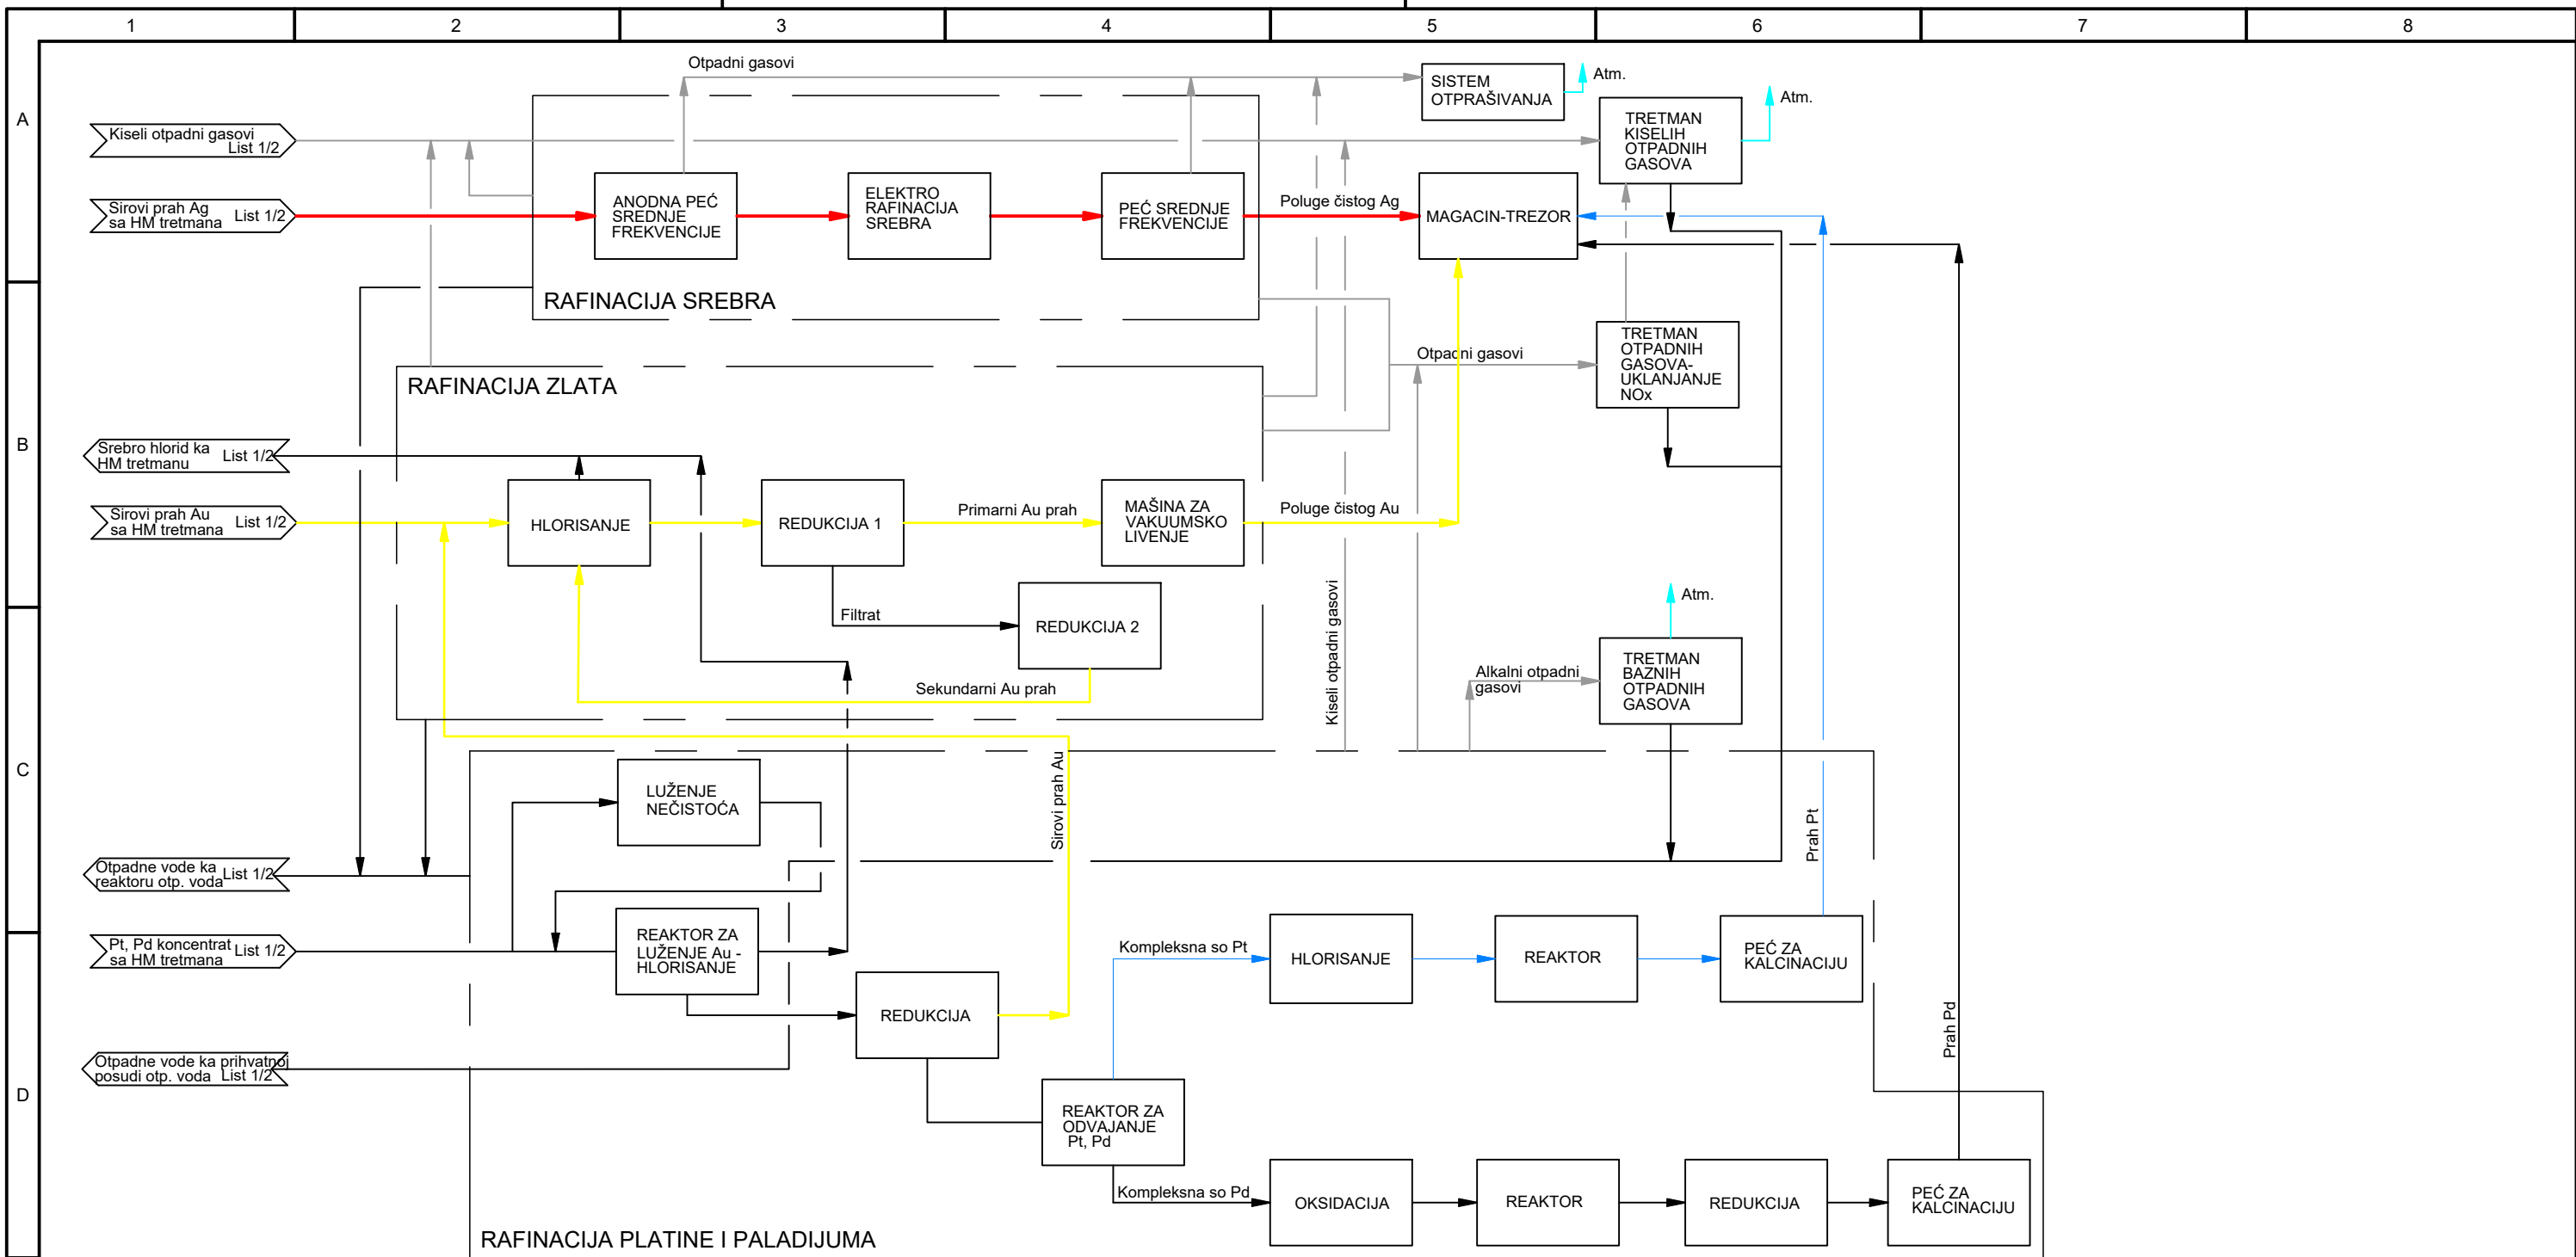 1 2 3 4 5 6 7 8
A
B
C
D
Otpadni gasovi
SISTEM
OTPRAŠIVANJA
Atm.
Atm.
TRETMAN
KISELIH
OTPADNIH
GASOVA
Kiseli otpadni gasovi
List 1/2
Sirovi prah Ag
sa HM tretmana
List 1/2
ANODNA PEĆ
SREDNJE
FREKVENCIJE
ELEKTRO
RAFINACIJA
SREBRA
PEĆ SREDNJE
FREKVENCIJE
Poluge čistog Ag
MAGACIN-TREZOR
RAFINACIJA SREBRA
TRETMAN
OTPADNIH
GASOVA-
UKLANJANJE
NOx
Otpadni gasovi
RAFINACIJA ZLATA
Srebro hlorid ka
HM tretmanu
List 1/2
Sirovi prah Au
sa HM tretmana
List 1/2
HLORISANJE
REDUKCIJA 1
Primarni Au prah
MAŠINA ZA
VAKUUMSKO
LIVENJE
Poluge čistog Au
Filtrat
REDUKCIJA 2
Sekundarni Au prah
Kiseli otpadni gasovi
Atm.
Alkalni otpadni
gasovi
TRETMAN
BAZNIH
OTPADNIH
GASOVA
LUŽENJE
NEČISTOĆA
Sirovi prah Au
Prah Pt
Otpadne vode ka
reaktoru otp. voda
List 1/2
Pt, Pd koncentrat
sa HM tretmana
List 1/2
REAKTOR ZA
LUŽENJE Au -
HLORISANJE
REDUKCIJA
Kompleksna so Pt
HLORISANJE
REAKTOR
PEĆ ZA
KALCINACIJU
Prah Pd
Otpadne vode ka prihvatnoj
posudi otp. voda
List 1/2
REAKTOR ZA
ODVAJANJE
Pt, Pd
Kompleksna so Pd
OKSIDACIJA
REAKTOR
REDUKCIJA
PEĆ ZA
KALCINACIJU
RAFINACIJA PLATINE I PALADIJUMA